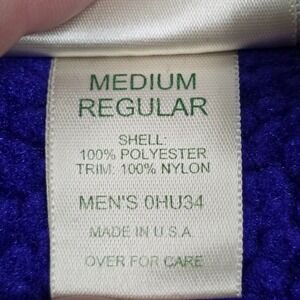 MEDIUM
REGULAR
SHELL:
100% POLYESTER
TRIM: 100% NYLON
MEN'S 0HU34
MADE IN U.S.A.
OVER FOR CARE